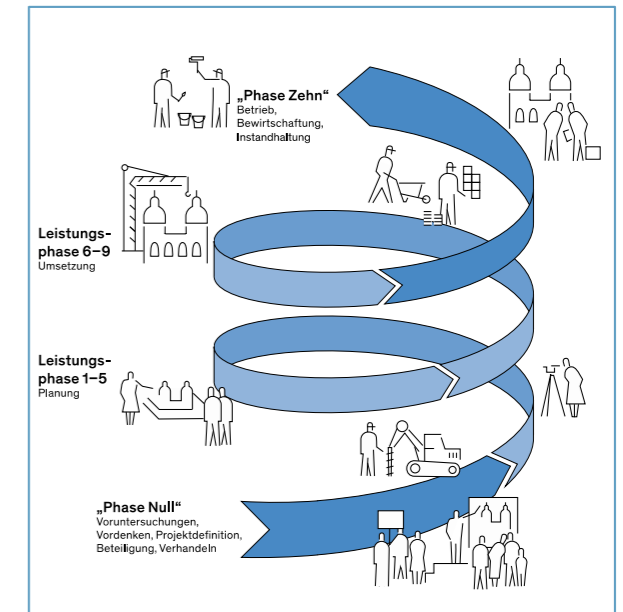 „Phase Zehn“
Betrieb,
Bewirtschaftung,
Instandhaltung
Leistungs-
phase 6–9
Umsetzung
Leistungs-
phase 1–5
Planung
„Phase Null“
Voruntersuchungen,
Vordenken, Projektdefinition,
Beteiligung, Verhandeln